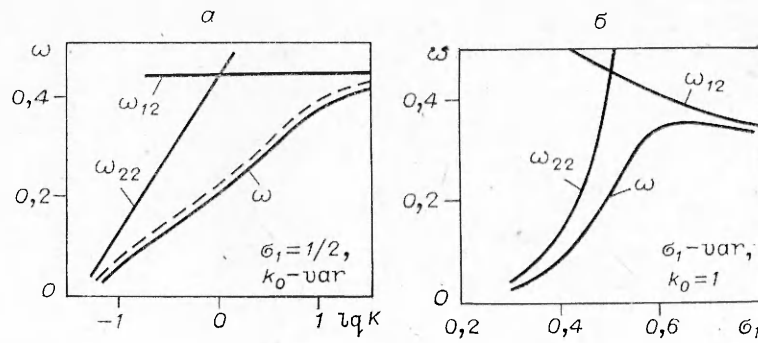 а
б
ω
0,4
0,2
0
ω₁₂
ω₂₂
ω
σ₁=1/2,
k₀-var
-1
0
1
lq K
ω
0,4
0,2
0
ω₁₂
ω₂₂
ω
σ₁-var,
k₀=1
0,2
0,4
0,6
σ₁